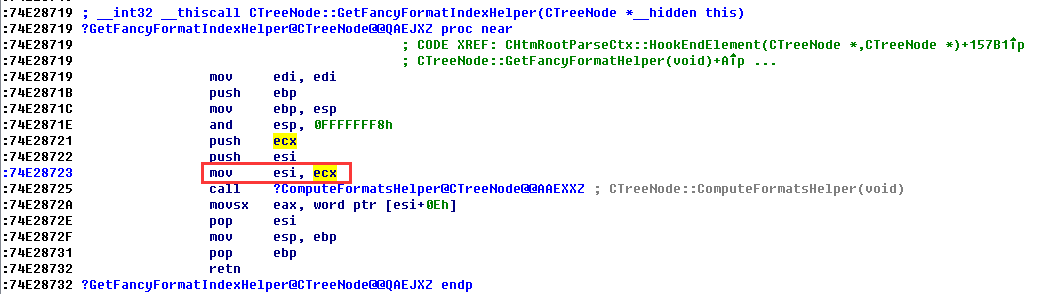 :74E28719
:74E28719 ; __int32 __thiscall CTreeNode::GetFancyFormatIndexHelper(CTreeNode *__hidden this)
:74E28719 ?GetFancyFormatIndexHelper@CTreeNode@@QAEJXZ proc near
:74E28719 ; CODE XREF: CHtmRootParseCtx::HookEndElement(CTreeNode *,CTreeNode *)+157B1↑p
:74E28719 ; CTreeNode::GetFancyFormatHelper(void)+A↑p ...
:74E28719 mov edi, edi
:74E2871B push ebp
:74E2871C mov ebp, esp
:74E2871E and esp, 0FFFFFFF8h
:74E28721 push ecx
:74E28722 push esi
:74E28723 mov esi, ecx
:74E28725 call ?ComputeFormatsHelper@CTreeNode@@AAEXXZ ; CTreeNode::ComputeFormatsHelper(void)
:74E2872A movsx eax, word ptr [esi+0Eh]
:74E2872E pop esi
:74E2872F mov esp, ebp
:74E28731 pop ebp
:74E28732 retn
:74E28732 ?GetFancyFormatIndexHelper@CTreeNode@@QAEJXZ endp